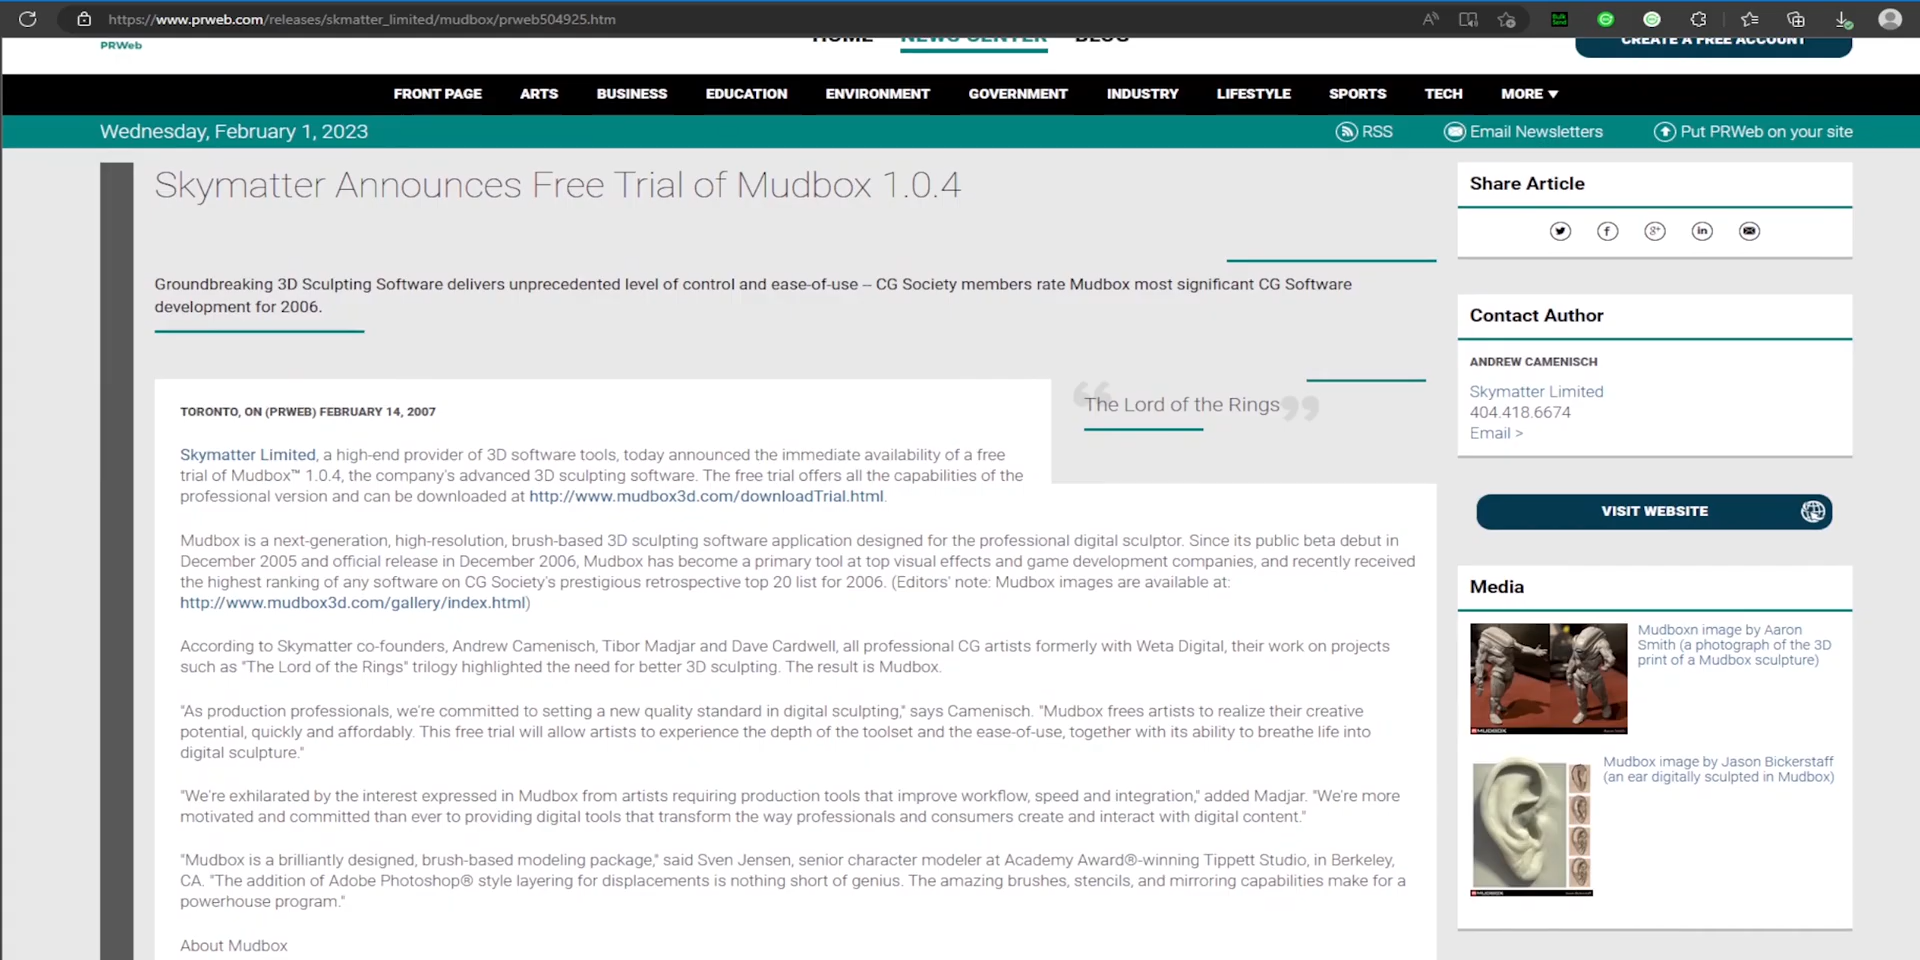 https://www.prweb.com/releases/skmatter_limited/mudbox/prweb504925.htm
PRWeb
HOME NEWS CENTER BLOG
CREATE A FREE ACCOUNT
FRONT PAGE ARTS BUSINESS EDUCATION ENVIRONMENT GOVERNMENT INDUSTRY LIFESTYLE SPORTS TECH MORE
Wednesday, February 1, 2023
RSS Email Newsletters Put PRWeb on your site
Skymatter Announces Free Trial of Mudbox 1.0.4
Groundbreaking 3D Sculpting Software delivers unprecedented level of control and ease-of-use -- CG Society members rate Mudbox most significant CG Software
development for 2006.
TORONTO, ON (PRWEB) FEBRUARY 14, 2007
Skymatter Limited, a high-end provider of 3D software tools, today announced the immediate availability of a free
trial of Mudbox™ 1.0.4, the company's advanced 3D sculpting software. The free trial offers all the capabilities of the
professional version and can be downloaded at http://www.mudbox3d.com/downloadTrial.html.
“The Lord of the Rings”
Mudbox is a next-generation, high-resolution, brush-based 3D sculpting software application designed for the professional digital sculptor. Since its public beta debut in
December 2005 and official release in December 2006, Mudbox has become a primary tool at top visual effects and game development companies, and recently received
the highest ranking of any software on CG Society's prestigious retrospective top 20 list for 2006. (Editors' note: Mudbox images are available at:
http://www.mudbox3d.com/gallery/index.html)
According to Skymatter co-founders, Andrew Camenisch, Tibor Madjar and Dave Cardwell, all professional CG artists formerly with Weta Digital, their work on projects
such as "The Lord of the Rings" trilogy highlighted the need for better 3D sculpting. The result is Mudbox.
"As production professionals, we're committed to setting a new quality standard in digital sculpting," says Camenisch. "Mudbox frees artists to realize their creative
potential, quickly and affordably. This free trial will allow artists to experience the depth of the toolset and the ease-of-use, together with its ability to breathe life into
digital sculpture."
"We're exhilarated by the interest expressed in Mudbox from artists requiring production tools that improve workflow, speed and integration," added Madjar. "We're more
motivated and committed than ever to providing digital tools that transform the way professionals and consumers create and interact with digital content."
"Mudbox is a brilliantly designed, brush-based modeling package," said Sven Jensen, senior character modeler at Academy Award®-winning Tippett Studio, in Berkeley,
CA. "The addition of Adobe Photoshop® style layering for displacements is nothing short of genius. The amazing brushes, stencils, and mirroring capabilities make for a
powerhouse program."
About Mudbox
Share Article
Contact Author
ANDREW CAMENISCH
Skymatter Limited
404.418.6674
Email >
VISIT WEBSITE
Media
Mudboxn image by Aaron
Smith (a photograph of the 3D
print of a Mudbox sculpture)
MUDBOX
Mudbox image by Jason Bickerstaff
(an ear digitally sculpted in Mudbox)
MUDBOX